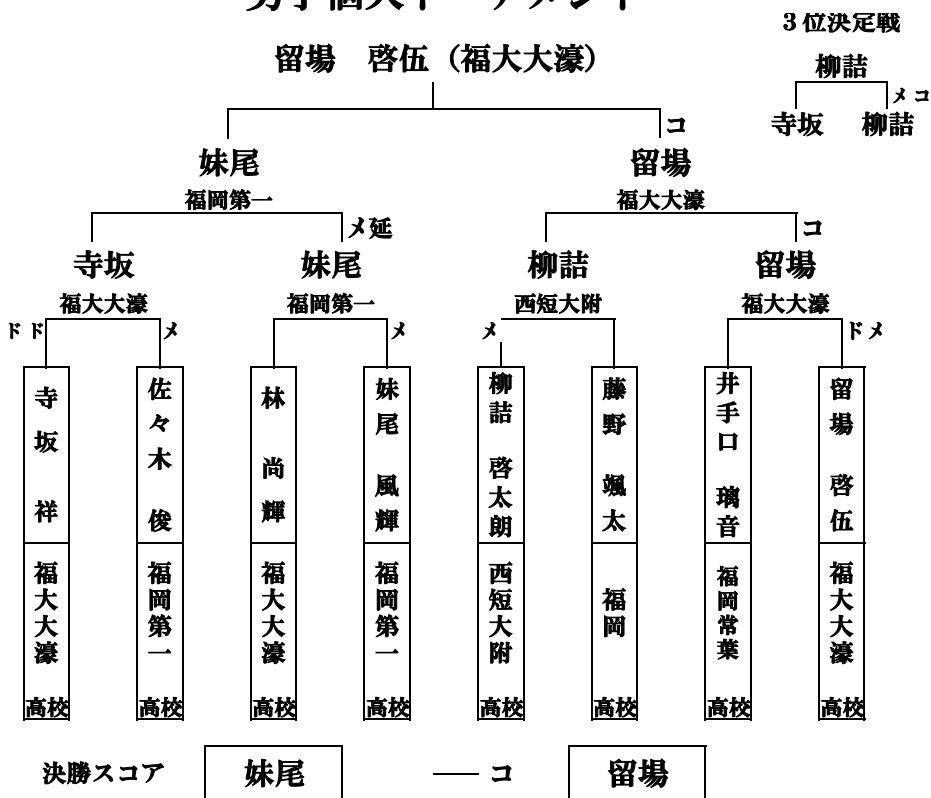 男子個人トーナメント
3位決定戦
留場 啓伍（福大大濠）
柳詰
メコ
寺坂 柳詰
コ
妹尾 留場
福岡第一 福大大濠
メ延 コ
寺坂 妹尾 柳詰 留場
福大大濠 福岡第一 西短大附 福大大濠
ドド メ メ メ ドメ
寺坂 祥
佐々木 俊
林 尚輝
妹尾 風輝
柳詰 啓太朗
藤野 颯太
井手口 璃音
留場 啓伍
福大大濠
福岡第一
福大大濠
福岡第一
西短大附
福岡
福岡常葉
福大大濠
高校 高校 高校 高校 高校 高校 高校 高校
決勝スコア 妹尾 ― コ 留場